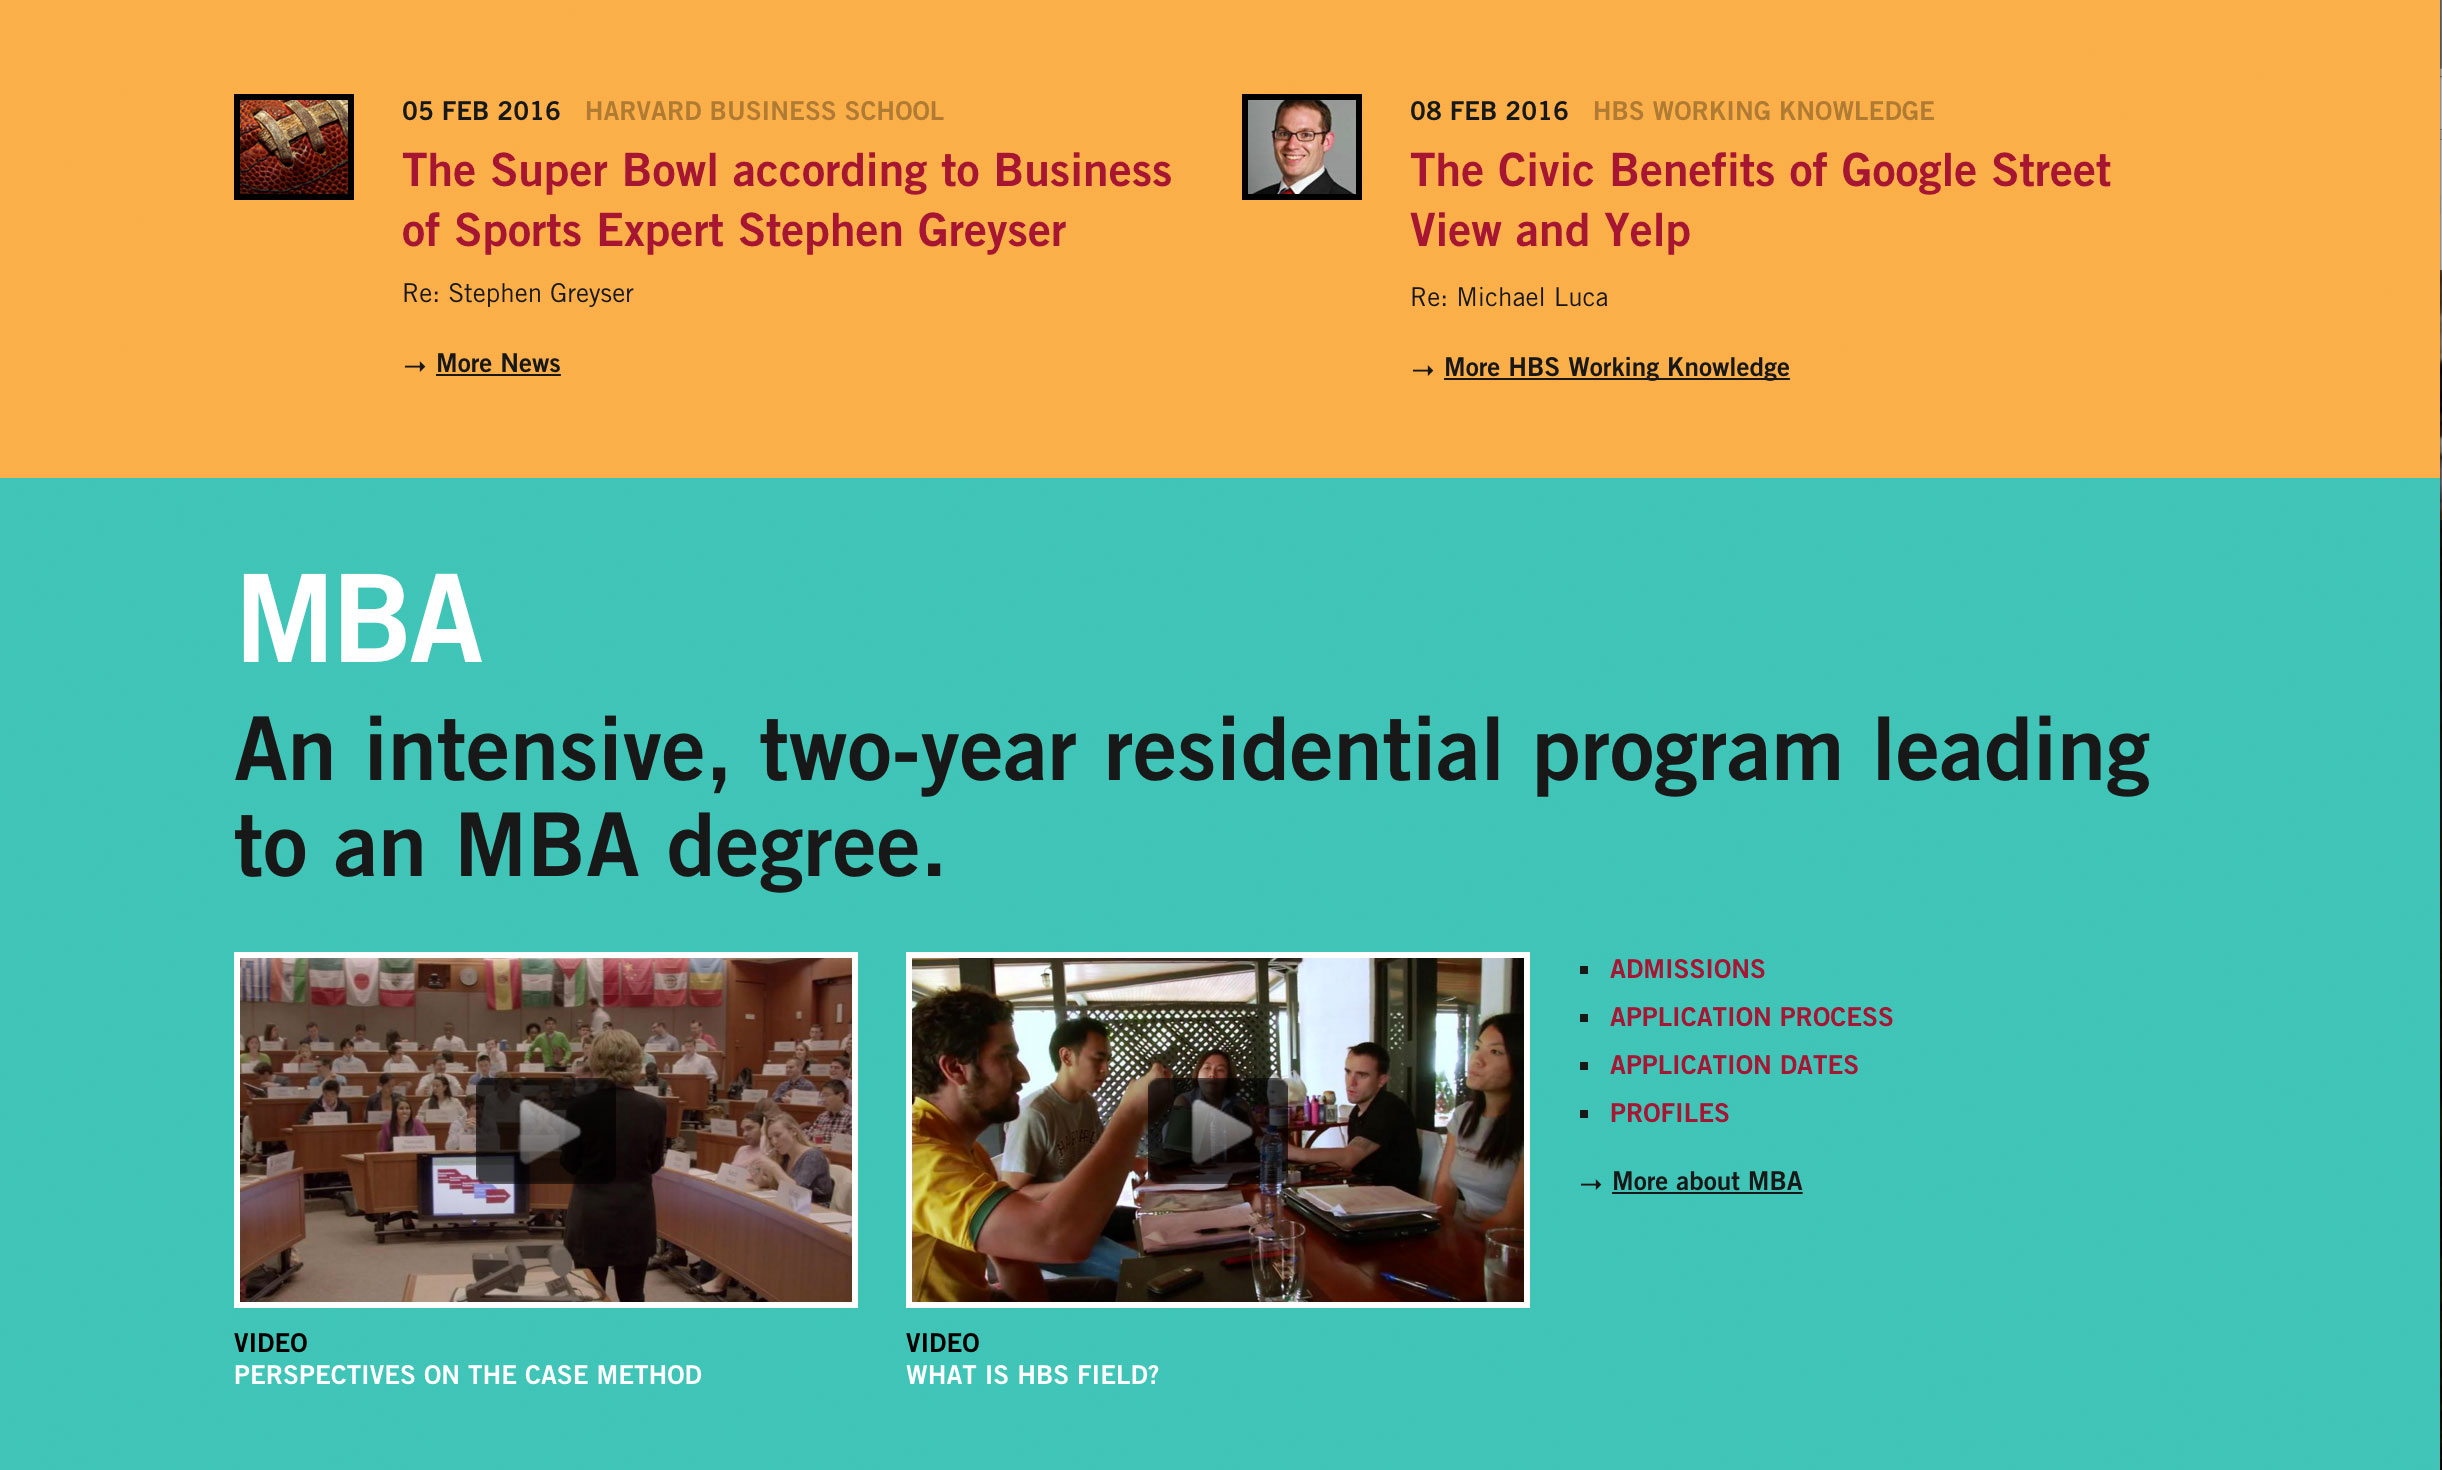 05 FEB 2016 HARVARD BUSINESS SCHOOL
The Super Bowl according to Business
of Sports Expert Stephen Greyser
Re: Stephen Greyser
→ More News
08 FEB 2016 HBS WORKING KNOWLEDGE
The Civic Benefits of Google Street
View and Yelp
Re: Michael Luca
→ More HBS Working Knowledge
MBA
An intensive, two-year residential program leading
to an MBA degree.
VIDEO
PERSPECTIVES ON THE CASE METHOD
VIDEO
WHAT IS HBS FIELD?
▪ ADMISSIONS
▪ APPLICATION PROCESS
▪ APPLICATION DATES
▪ PROFILES
→ More about MBA